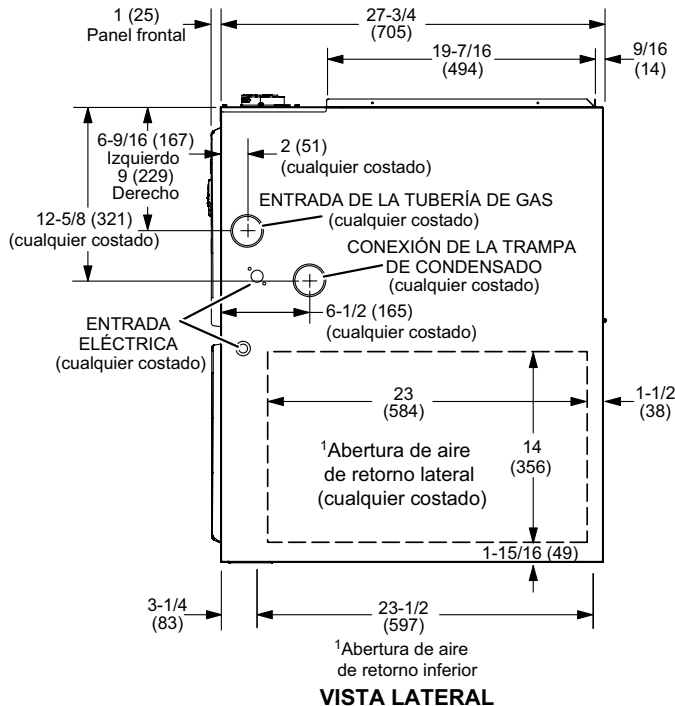 1 (25)
Panel frontal
27-3/4
(705)
19-7/16
(494)
9/16
(14)
6-9/16 (167)
Izquierdo
9 (229)
Derecho
2 (51)
(cualquier costado)
12-5/8 (321)
(cualquier costado)
ENTRADA DE LA TUBERÍA DE GAS
(cualquier costado)
CONEXIÓN DE LA TRAMPA
DE CONDENSADO
(cualquier costado)
6-1/2 (165)
(cualquier costado)
ENTRADA
ELÉCTRICA
(cualquier costado)
23
(584)
1-1/2
(38)
1Abertura de aire
de retorno lateral
(cualquier costado)
14
(356)
1-15/16 (49)
3-1/4
(83)
23-1/2
(597)
1Abertura de aire
de retorno inferior
VISTA LATERAL